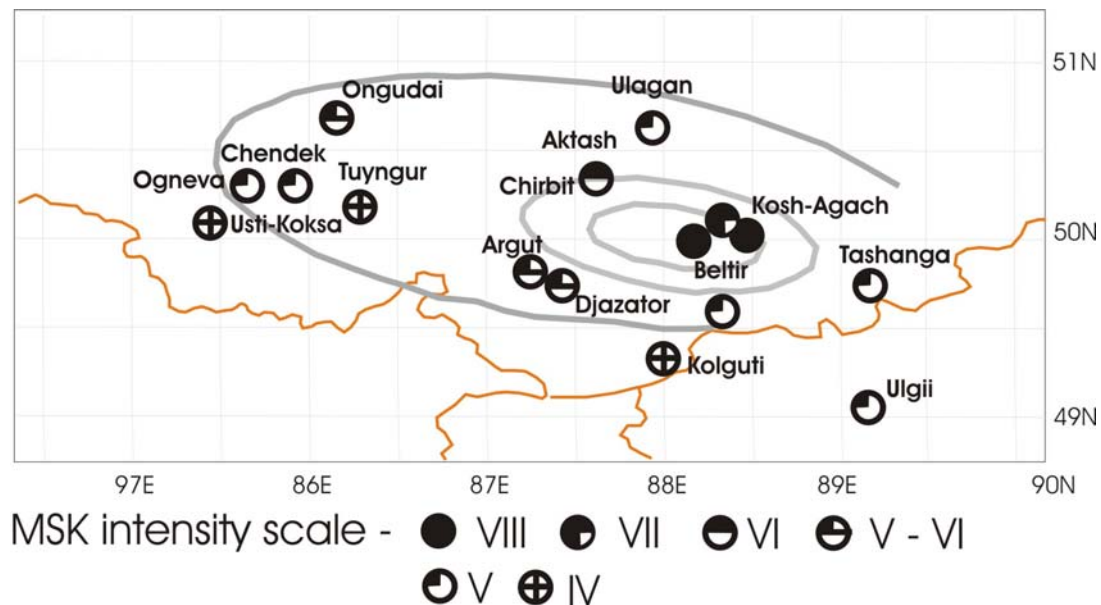 51N
Ongudai
Ulagan
Aktash
Chendek
Ogneva
Tuyngur
Chirbit
Kosh-Agach
Usti-Koksa
50N
Argut
Beltir
Tashanga
Djazator
Kolguti
Ulgii
49N
97E 86E 87E 88E 89E 90N
MSK intensity scale - VIII VII VI V - VI
V IV